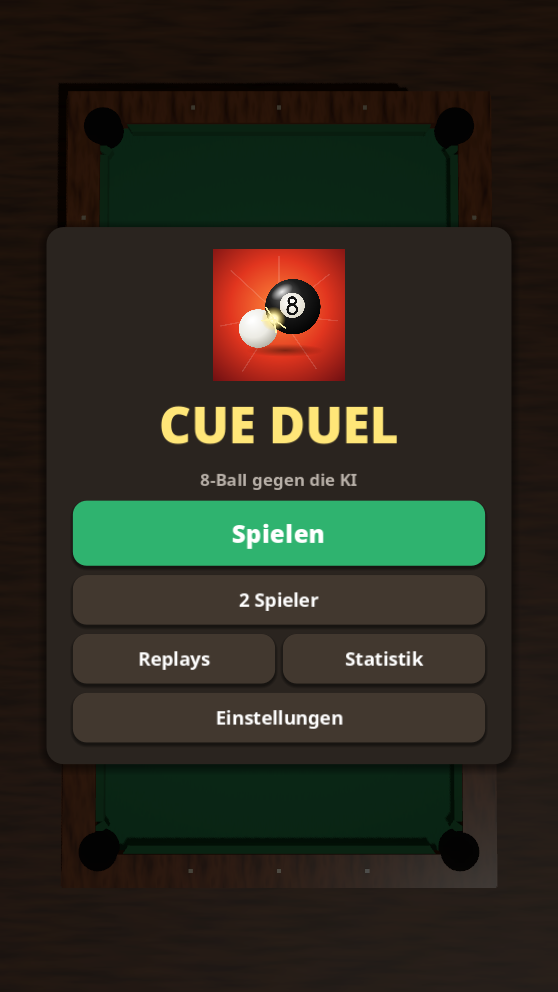 8
CUE DUEL
8-Ball gegen die KI
Spielen
2 Spieler
Replays
Statistik
Einstellungen